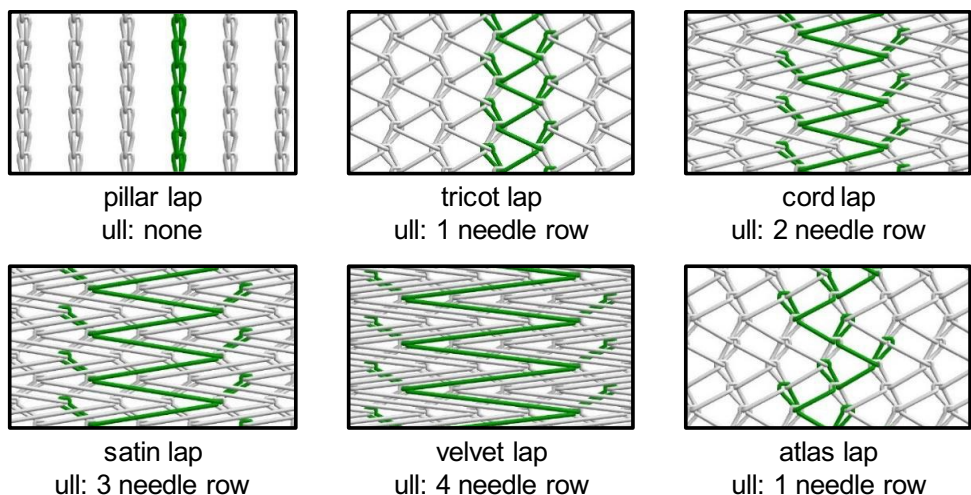 pillar lap
ull: none
tricot lap
ull: 1 needle row
cord lap
ull: 2 needle row
satin lap
ull: 3 needle row
velvet lap
ull: 4 needle row
atlas lap
ull: 1 needle row